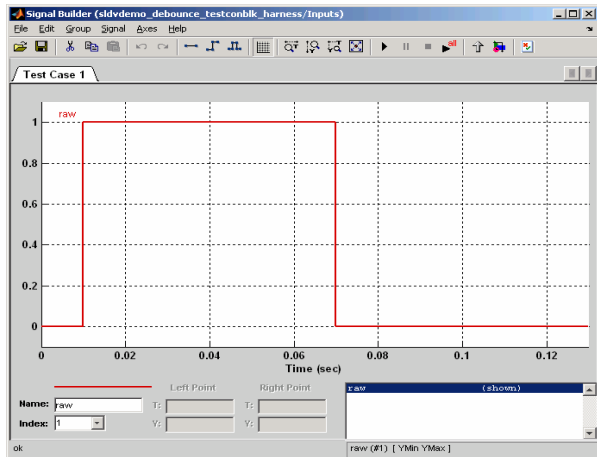 Signal Builder (sldvdemo_debounce_testconblk_harness/Inputs)
File Edit Group Signal Axes Help
all
Test Case 1
raw
1
0.8
0.6
0.4
0.2
0
0 0.02 0.04 0.06 0.08 0.1 0.12
Time (sec)
Left Point Right Point
Name: raw T: T:
Index: 1 Y: Y:
raw (shown)
ok raw (#1) [ YMin YMax ]